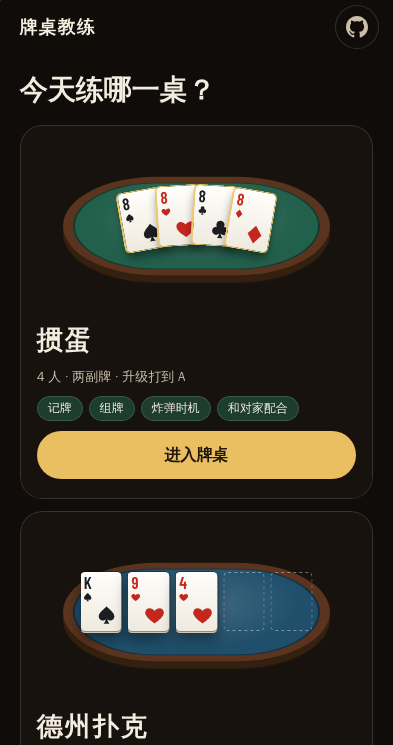 牌桌教练
今天练哪一桌？
8 8 8 8
掼蛋
4 人 · 两副牌 · 升级打到 A
记牌 组牌 炸弹时机 和对家配合
进入牌桌
K 9 4
德州扑克